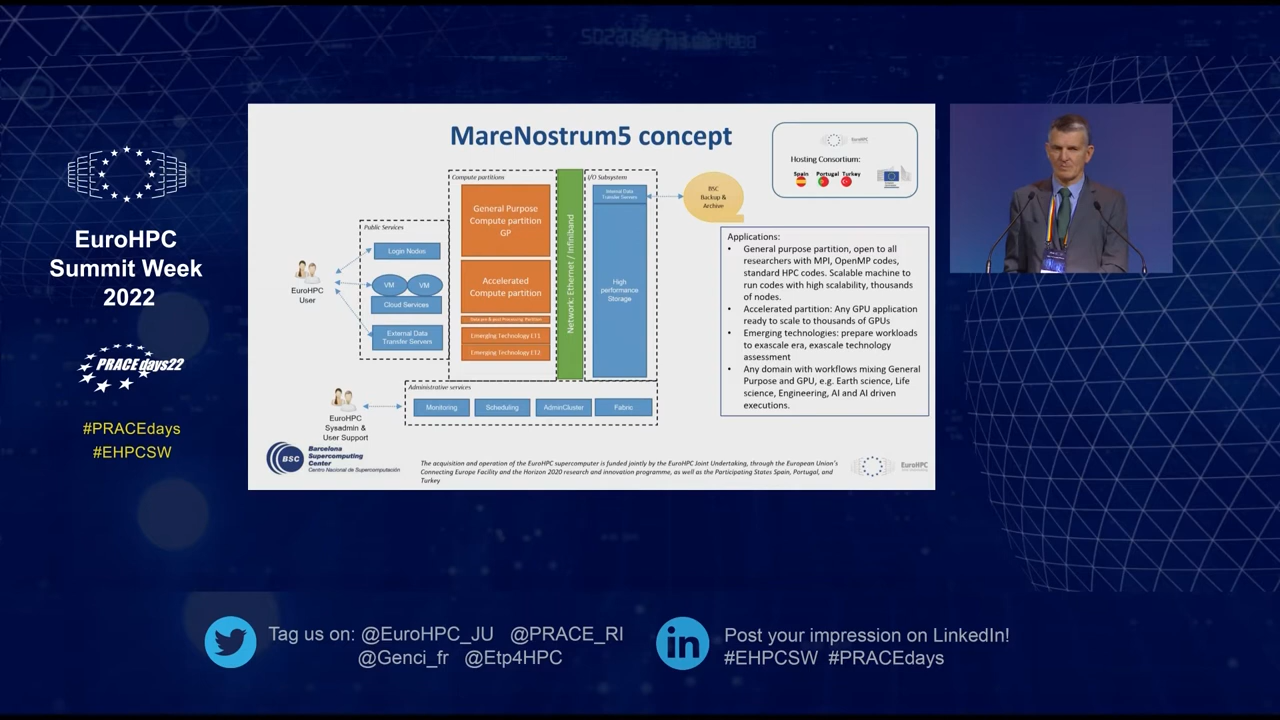 EuroHPC
Summit Week
2022
PRACEdays22
#PRACEdays
#EHPCSW
MareNostrum5 concept
EuroHPC
Hosting Consortium:
Spain Portugal Turkey
Public Services
Login Nodes
VM VM
Cloud Services
External Data
Transfer Servers
EuroHPC
User
Compute partitions
General Purpose
Compute partition
GP
Accelerated
Compute partition
Emerging Technology ET1
Emerging Technology ET2
Network: Ethernet / Infiniband
I/O Subsystem
Internal Data
Transfer Servers
High
performance
Storage
BSC
Backup &
Archive
Administrative services
Monitoring
Scheduling
AdminCluster
Fabric
EuroHPC
Sysadmin &
User Support
Applications:
• General purpose partition, open to all
researchers with MPI, OpenMP codes,
standard HPC codes. Scalable machine to
run codes with high scalability, thousands
of nodes.
• Accelerated partition: Any GPU application
ready to scale to thousands of GPUs
• Emerging technologies: prepare workloads
to exascale era, exascale technology
assessment
• Any domain with workflows mixing General
Purpose and GPU, e.g. Earth science, Life
science, Engineering, AI and AI driven
executions.
BSC
Barcelona
Supercomputing
Center
Centro Nacional de Supercomputación
The acquisition and operation of the EuroHPC supercomputer is funded jointly by the EuroHPC Joint Undertaking, through the European Union's
Connecting Europe Facility and the Horizon 2020 research and innovation programme, as well as the Participating States Spain, Portugal, and
Turkey
EuroHPC
Tag us on: @EuroHPC_JU @PRACE_RI
@Genci_fr @Etp4HPC
in
Post your impression on LinkedIn!
#EHPCSW #PRACEdays